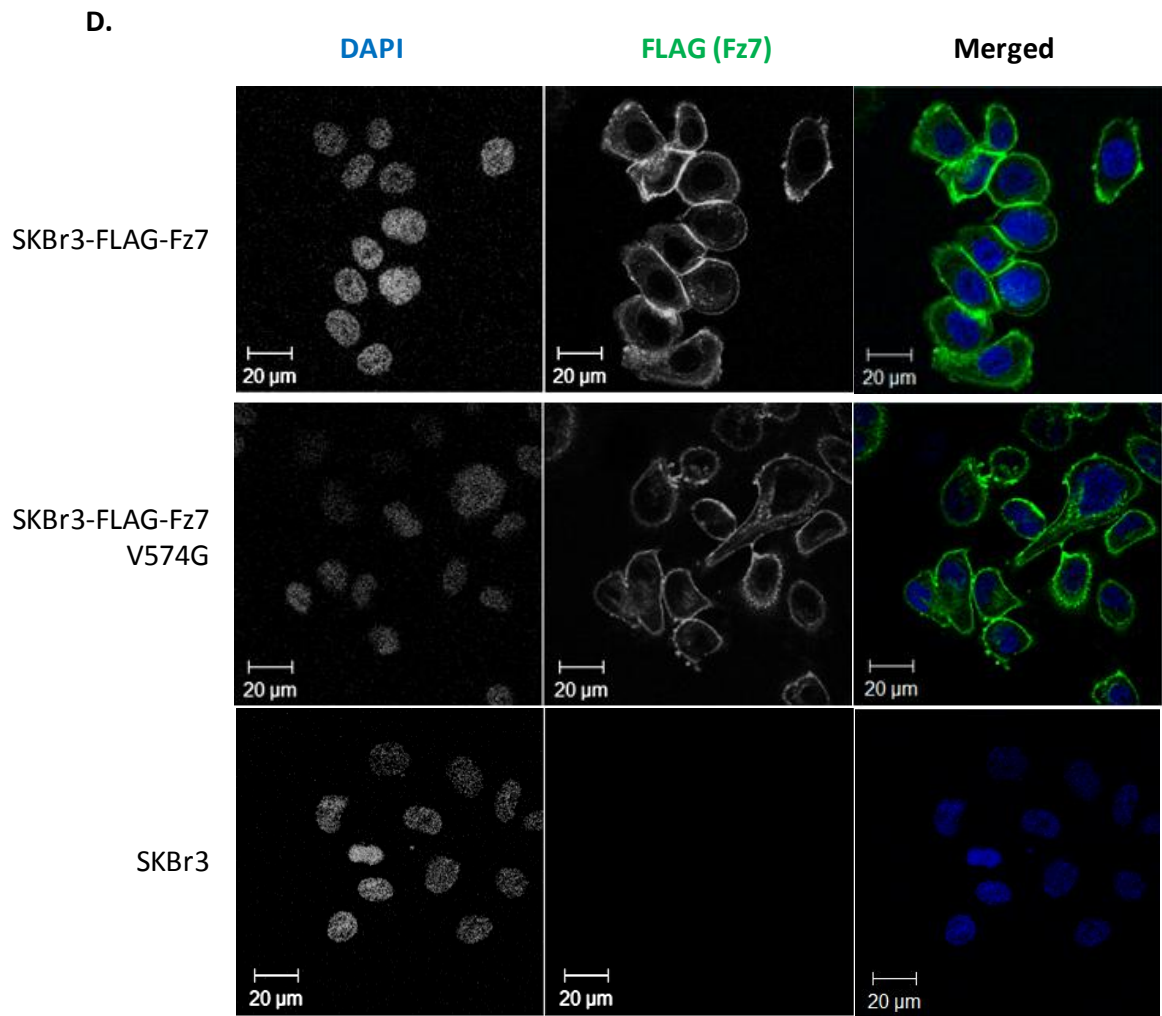 D.
DAPI
FLAG (Fz7)
Merged
SKBr3-FLAG-Fz7
20 µm
20 µm
20 µm
SKBr3-FLAG-Fz7
V574G
20 µm
20 µm
20 µm
SKBr3
20 µm
20 µm
20 µm